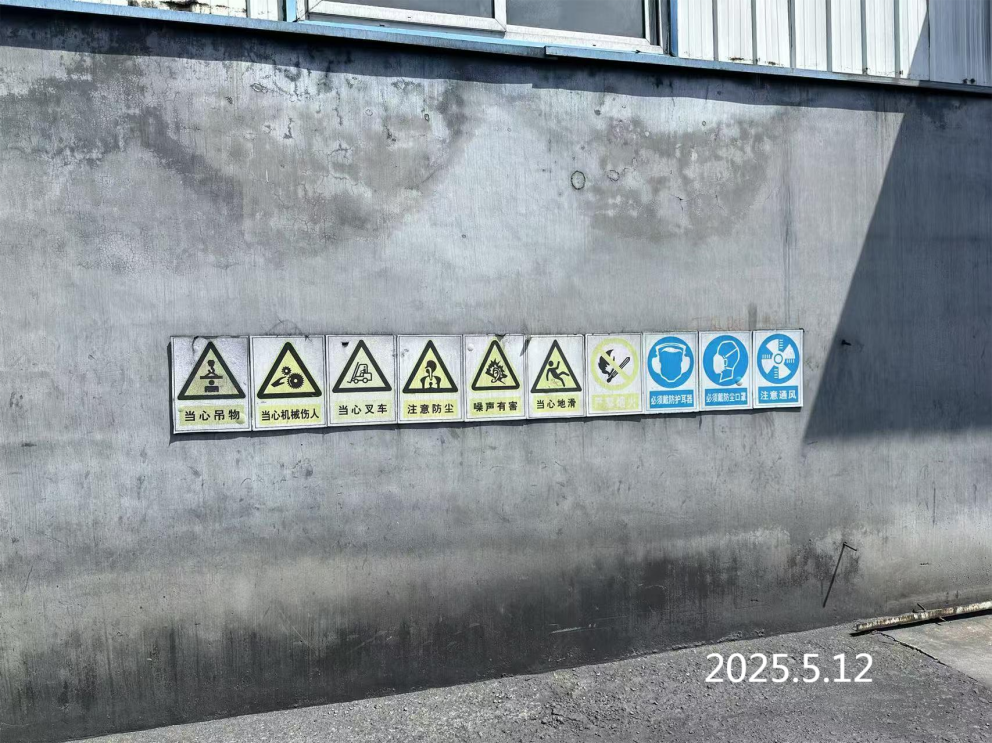 当心吊物
当心机械伤人
当心叉车
注意防尘
噪声有害
当心地滑
必须戴防护耳器
必须戴防尘口罩
注意通风
2025.5.12